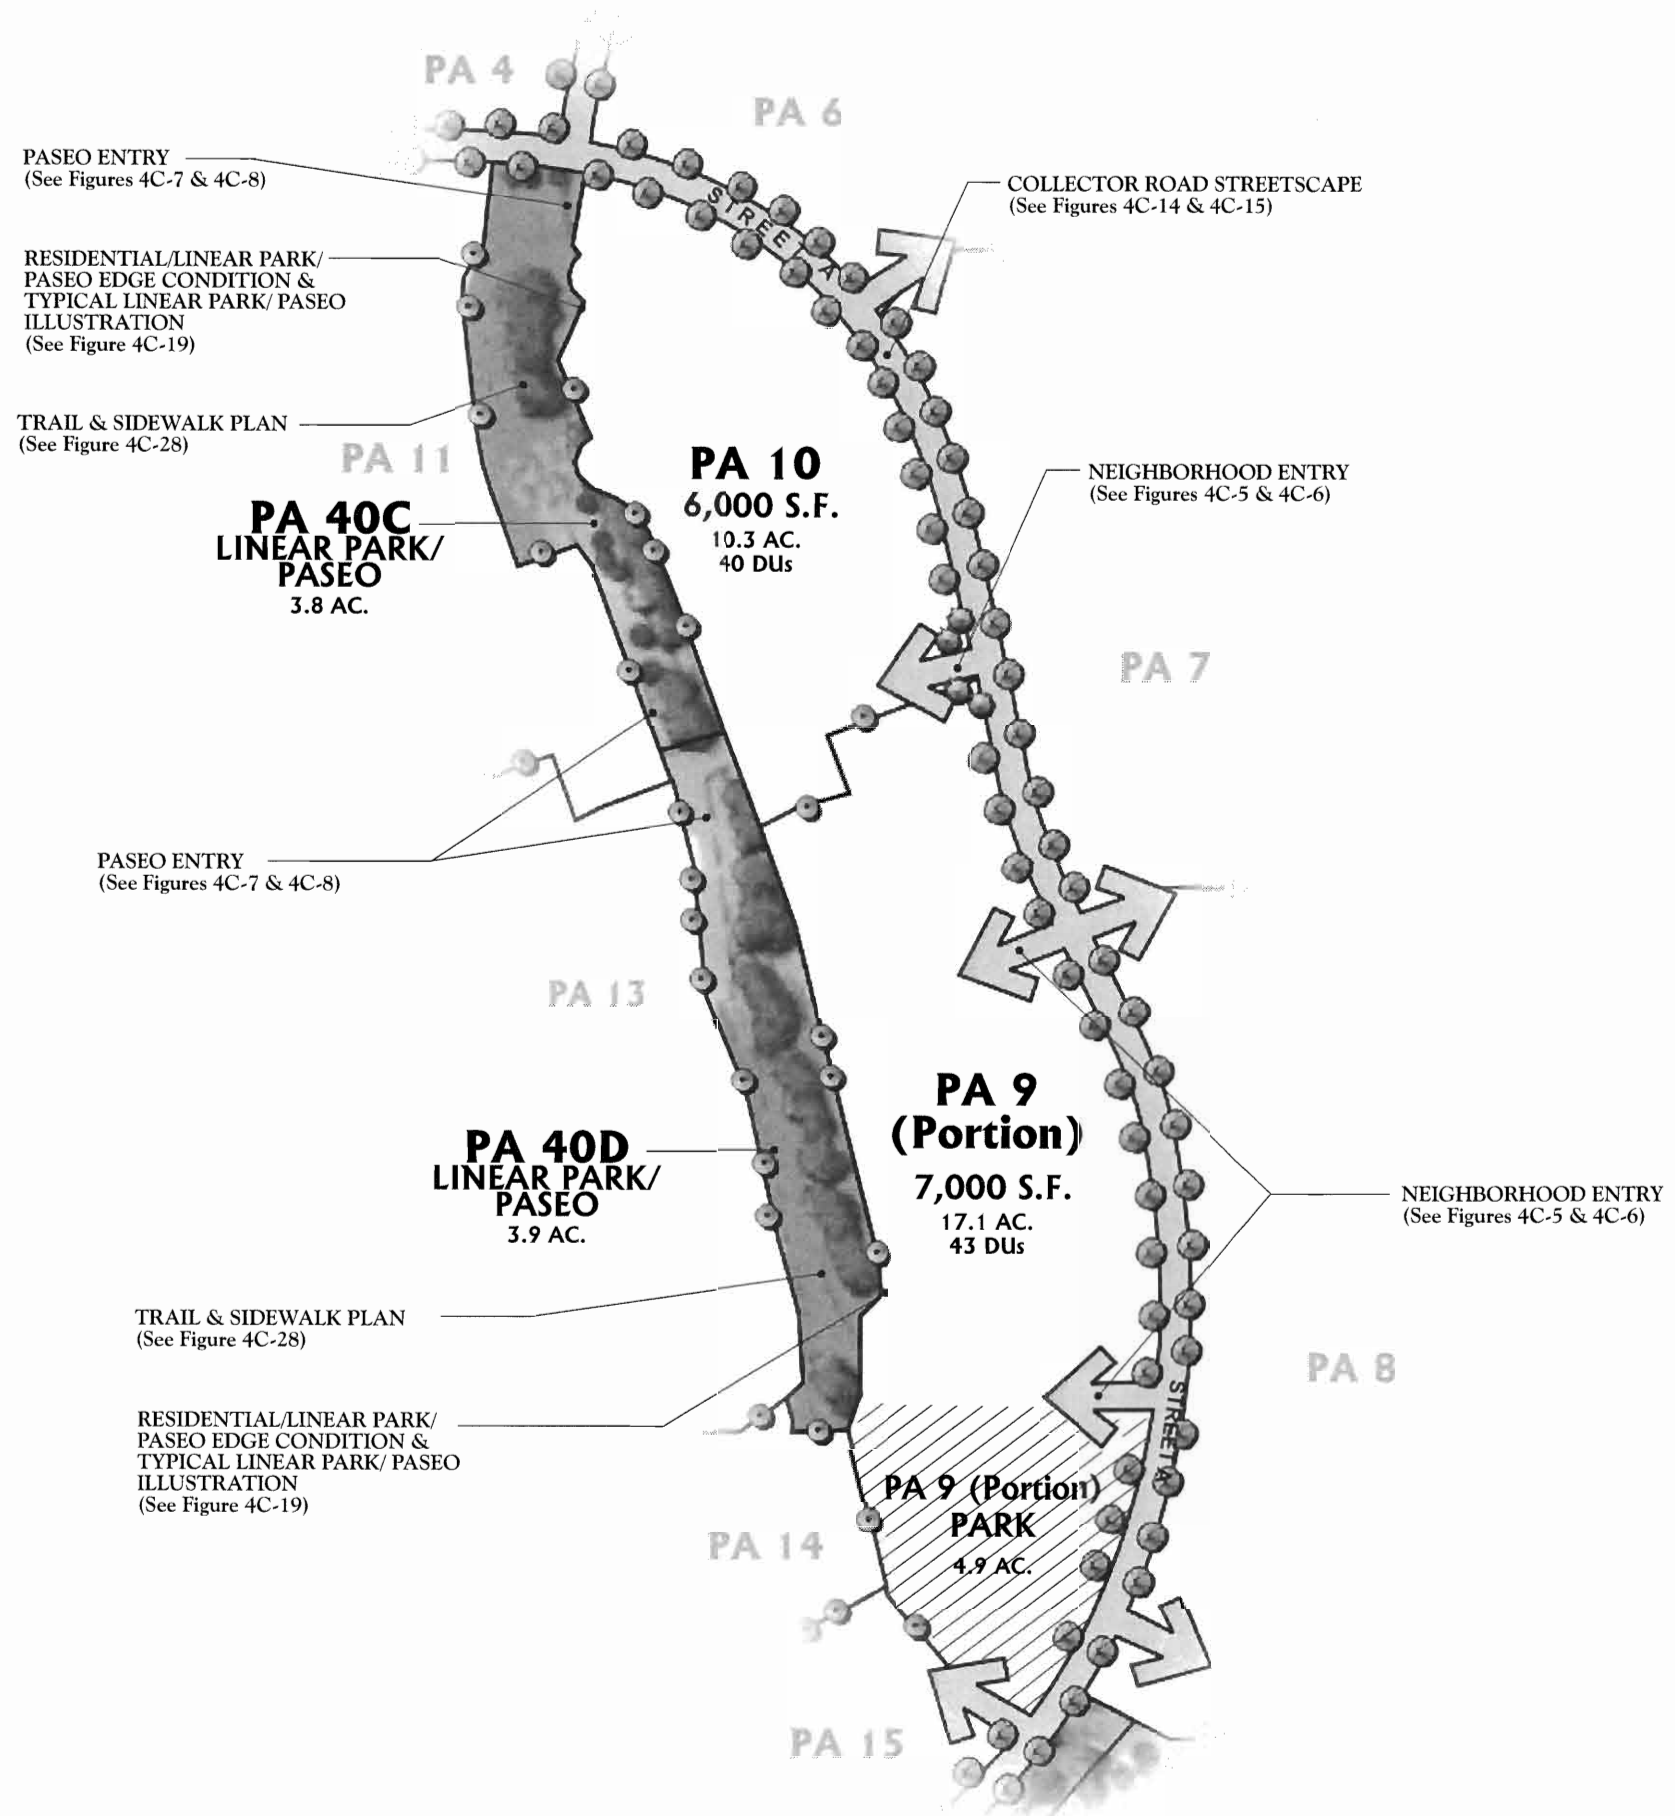 PA 4
PA 6
PASEO ENTRY
(See Figures 4C-7 & 4C-8)
COLLECTOR ROAD STREETSCAPE
(See Figures 4C-14 & 4C-15)
STREET A
RESIDENTIAL/LINEAR PARK/
PASEO EDGE CONDITION &
TYPICAL LINEAR PARK/ PASEO
ILLUSTRATION
(See Figure 4C-19)
TRAIL & SIDEWALK PLAN
(See Figure 4C-28)
PA 11
PA 10
6,000 S.F.
10.3 AC.
40 DUs
NEIGHBORHOOD ENTRY
(See Figures 4C-5 & 4C-6)
PA 40C
LINEAR PARK/
PASEO
3.8 AC.
PA 7
PASEO ENTRY
(See Figures 4C-7 & 4C-8)
PA 13
PA 9
(Portion)
7,000 S.F.
17.1 AC.
43 DUs
PA 40D
LINEAR PARK/
PASEO
3.9 AC.
NEIGHBORHOOD ENTRY
(See Figures 4C-5 & 4C-6)
TRAIL & SIDEWALK PLAN
(See Figure 4C-28)
PA 8
STREET A
RESIDENTIAL/LINEAR PARK/
PASEO EDGE CONDITION &
TYPICAL LINEAR PARK/ PASEO
ILLUSTRATION
(See Figure 4C-19)
PA 9 (Portion)
PARK
4.9 AC.
PA 14
PA 15